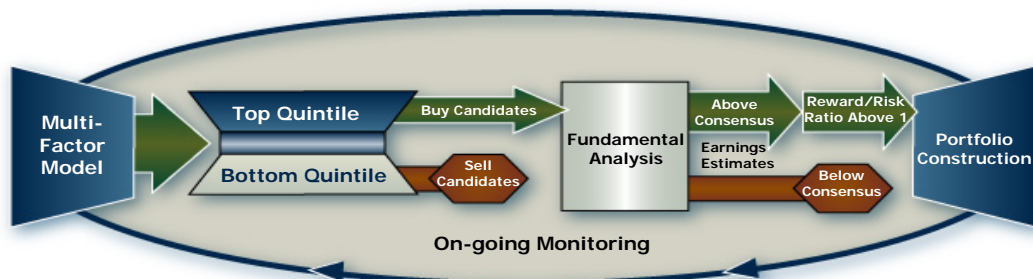 Multi-
Factor
Model
Top Quintile
Bottom Quintile
Buy Candidates
Sell
Candidates
Fundamental
Analysis
Above
Consensus
Earnings
Estimates
Below
Consensus
Reward/Risk
Ratio Above 1
Portfolio
Construction
On-going Monitoring